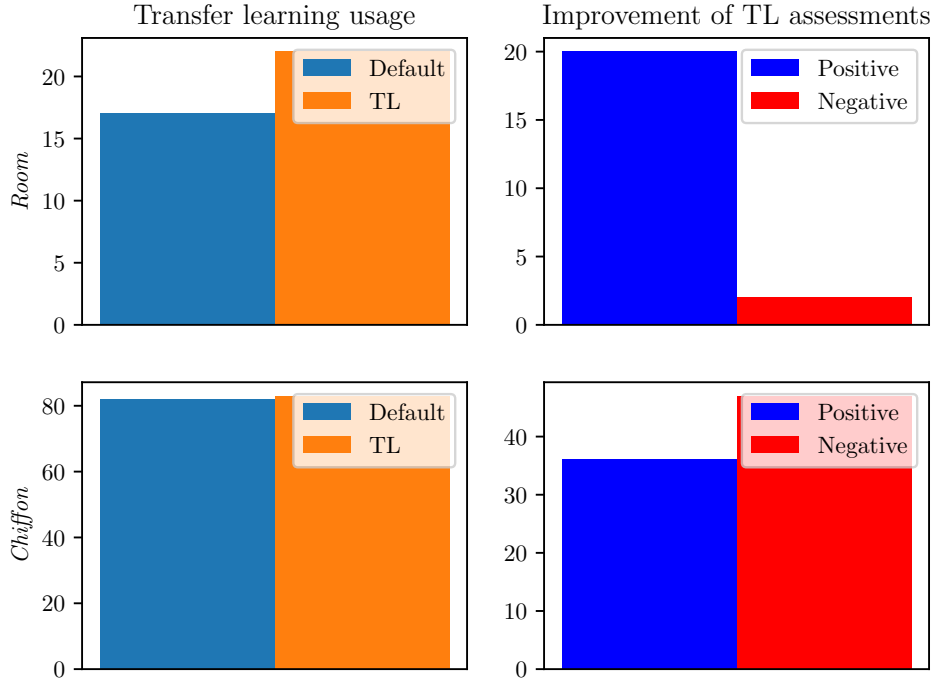 Transfer learning usage
Improvement of TL assessments
Room
20
15
10
5
0
Default
TL
20
15
10
5
0
Positive
Negative
Chiffon
80
60
40
20
0
Default
TL
40
30
20
10
0
Positive
Negative